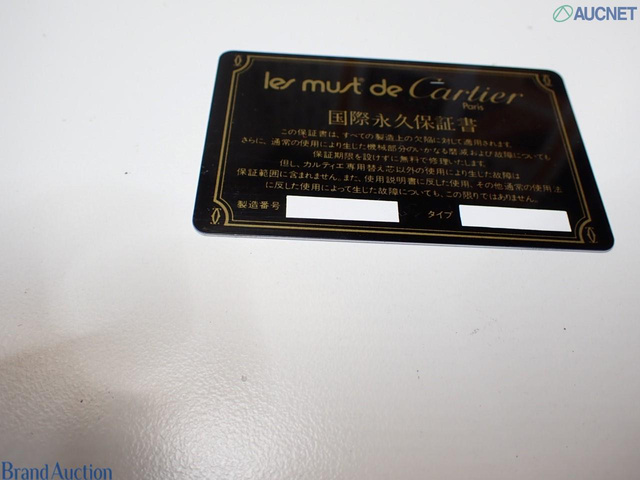 AUCNET
les must de Cartier
Paris
国際永久保証書
この保証書は、すべての製造上の欠陥に対して適用されます。
さらに、通常の使用により生じた機械部分のいかなる磨滅および故障についても
保証期限を設けずに無料で修理いたします。
但し、カルティエ専用替え芯以外の使用により生じた故障は
保証範囲に含まれません。また、使用説明書に反した使用、その他通常の使用法
に反した使用によって生じた故障についても、この限りではありません。
製造番号 タイプ
Brand Auction